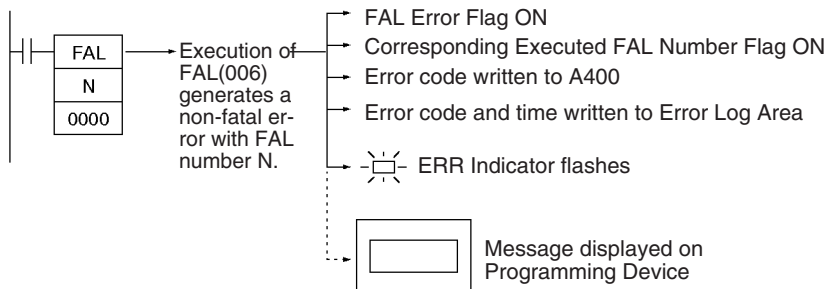 FAL
N
0000
Execution of
FAL(006)
generates a
non-fatal er-
ror with FAL
number N.
FAL Error Flag ON
Corresponding Executed FAL Number Flag ON
Error code written to A400
Error code and time written to Error Log Area
ERR Indicator flashes
Message displayed on
Programming Device